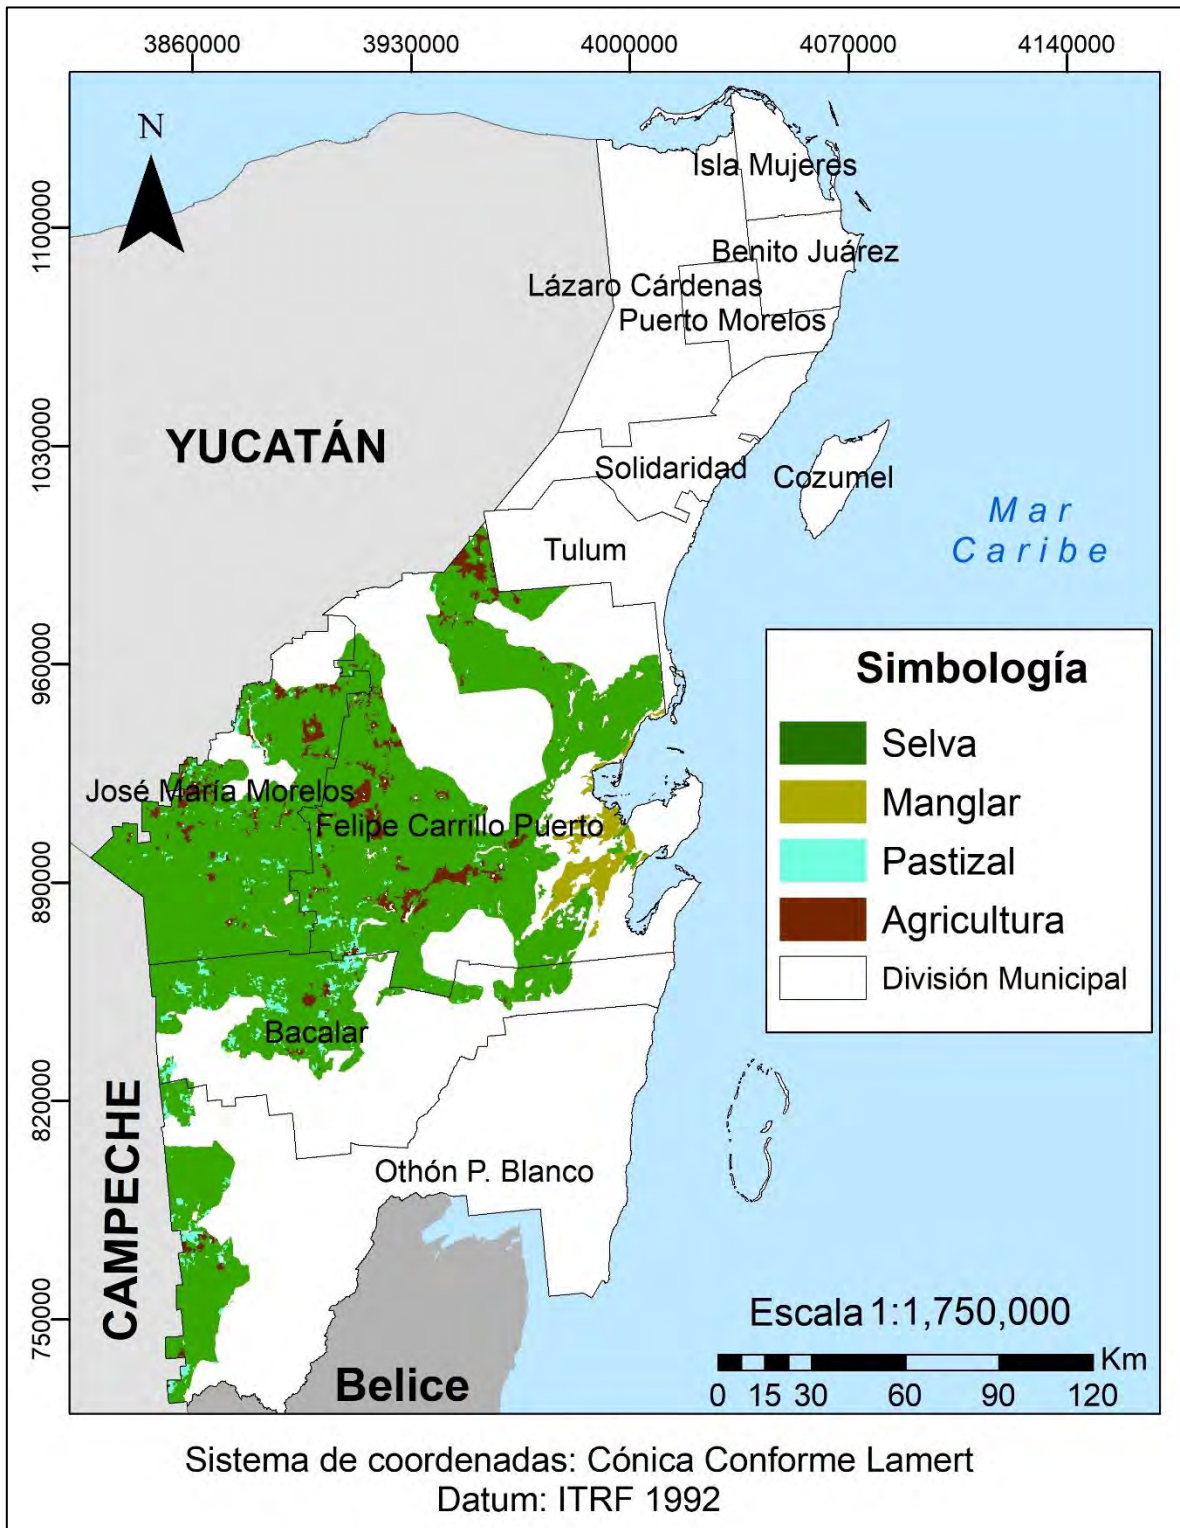 3860000 3930000 4000000 4070000 4140000
N
Isla Mujeres
1100000
Benito Juárez
Lázaro Cárdenas
Puerto Morelos
YUCATÁN
1030000
Solidaridad
Cozumel
Mar
Caribe
Tulum
960000
Simbología
Selva
Manglar
Pastizal
Agricultura
División Municipal
José María Morelos
Felipe Carrillo Puerto
890000
Bacalar
820000
CAMPECHE
Othón P. Blanco
750000
Escala 1:1,750,000
Km
0 15 30 60 90 120
Belice
Sistema de coordenadas: Cónica Conforme Lamert
Datum: ITRF 1992